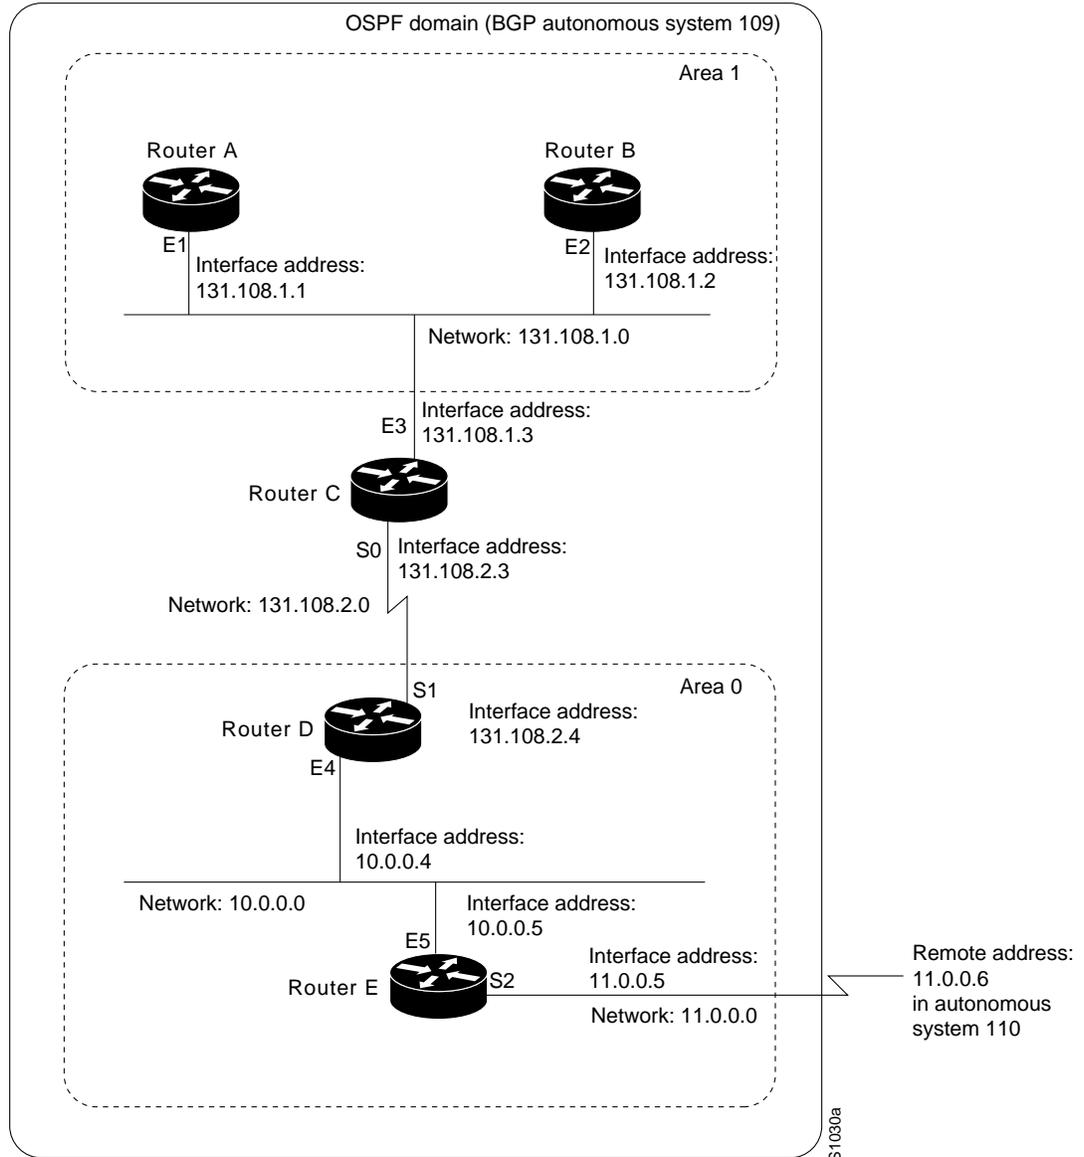 OSPF domain (BGP autonomous system 109)
Area 1
Router A
Router B
E1
E2
Interface address:
131.108.1.1
Interface address:
131.108.1.2
Network: 131.108.1.0
Interface address:
131.108.1.3
E3
Router C
S0
Interface address:
131.108.2.3
Network: 131.108.2.0
Area 0
S1
Router D
Interface address:
131.108.2.4
E4
Interface address:
10.0.0.4
Network: 10.0.0.0
Interface address:
10.0.0.5
E5
Router E
S2
Interface address:
11.0.0.5
Network: 11.0.0.0
Remote address:
11.0.0.6
in autonomous
system 110
S1030a